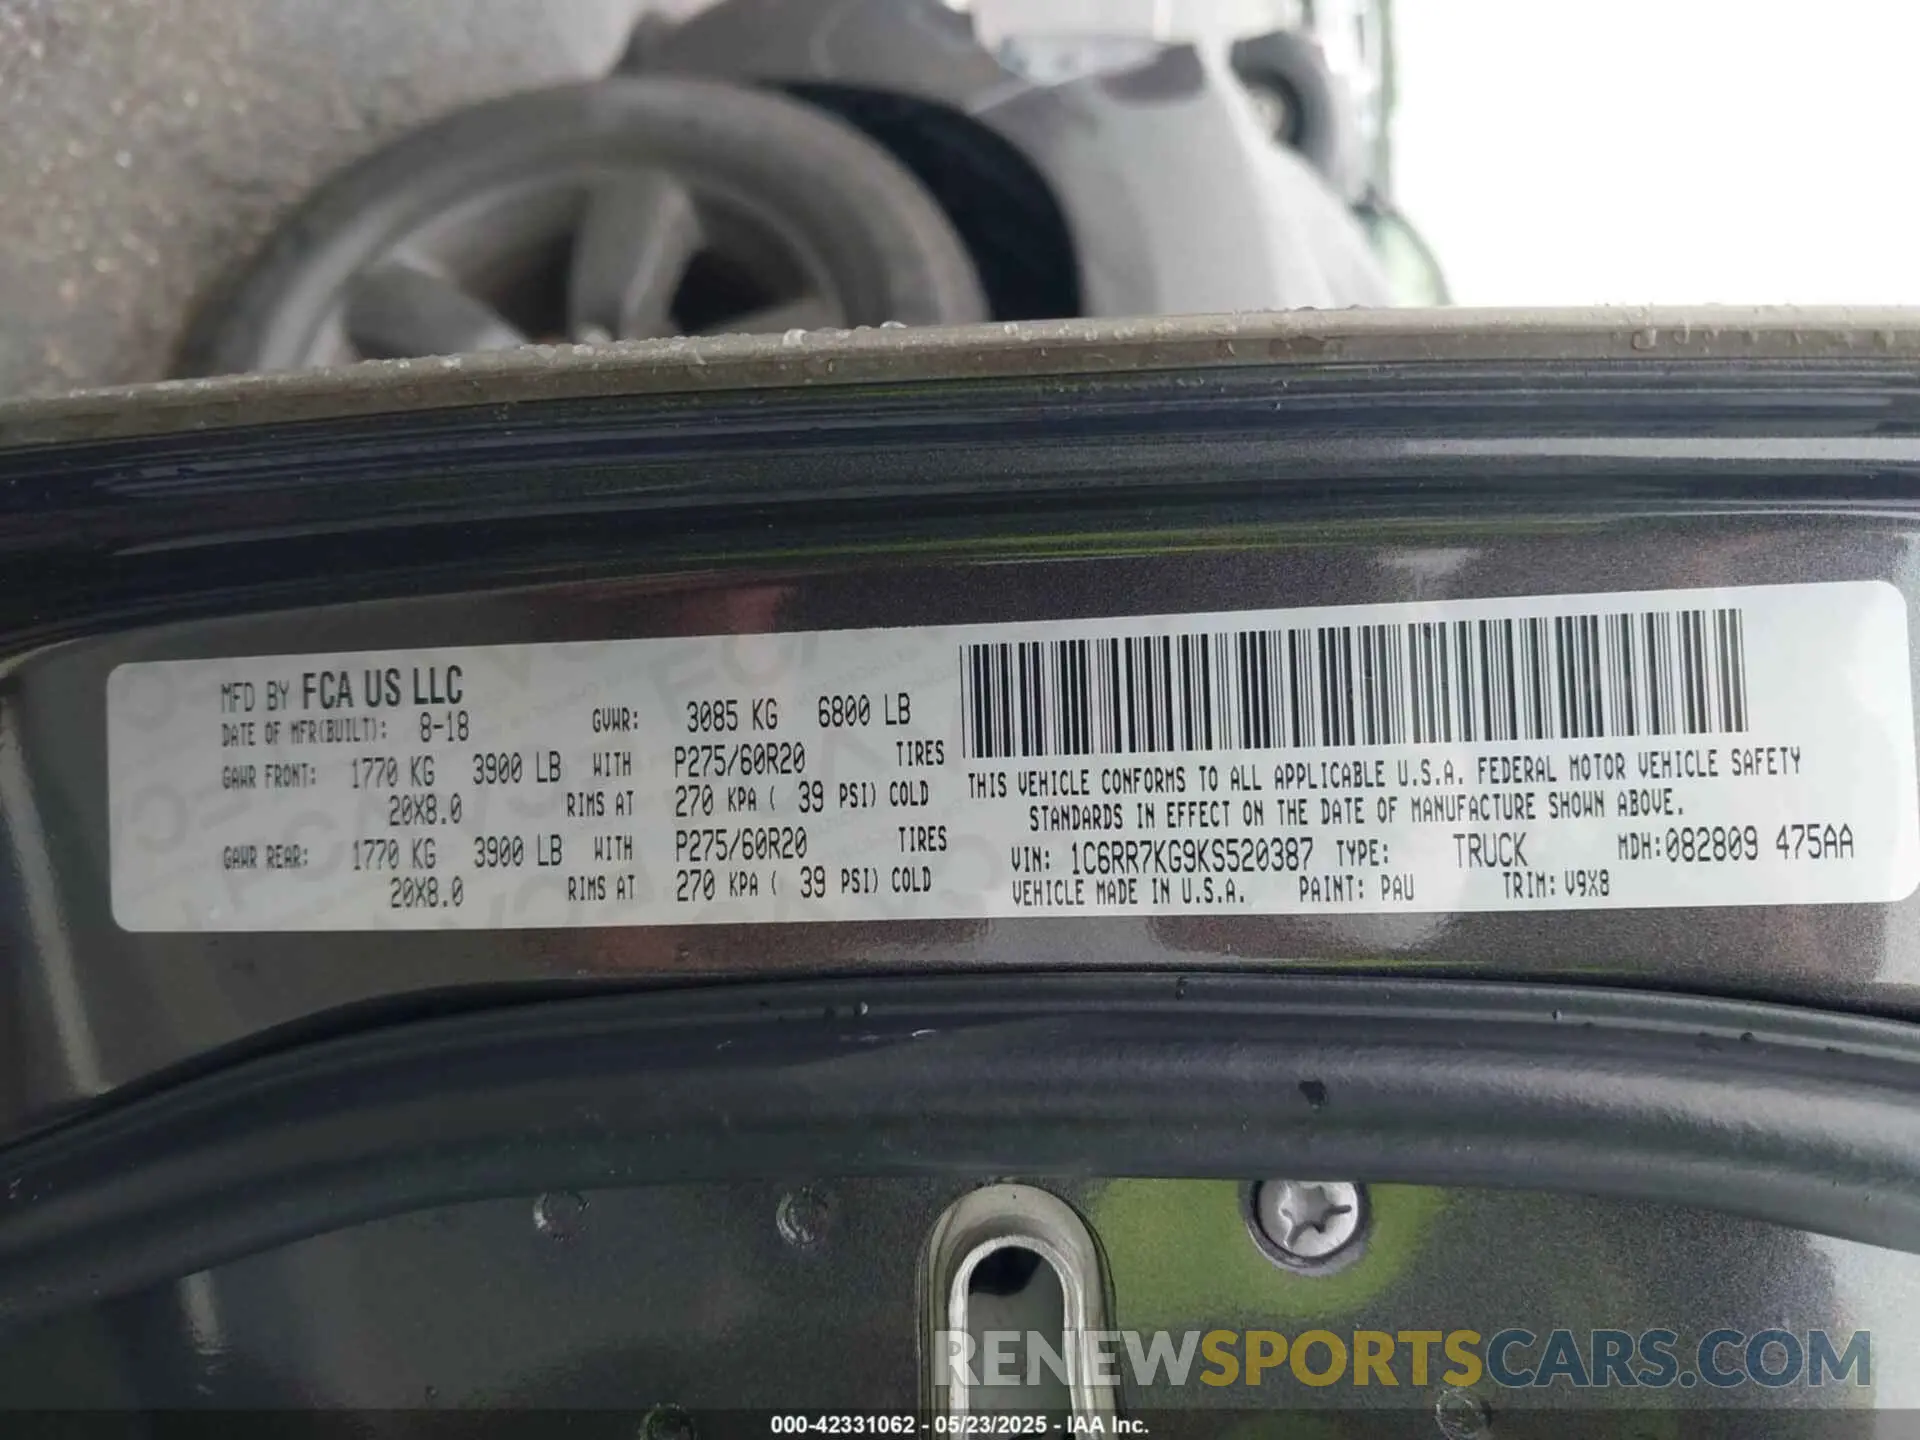 MFD BY FCA US LLC
DATE OF MFR(BUILT): 8-18 GVWR: 3085 KG 6800 LB
GAWR FRONT: 1770 KG 3900 LB WITH P275/60R20 TIRES
20X8.0 RIMS AT 270 KPA ( 39 PSI) COLD
GAWR REAR: 1770 KG 3900 LB WITH P275/60R20 TIRES
20X8.0 RIMS AT 270 KPA ( 39 PSI) COLD
THIS VEHICLE CONFORMS TO ALL APPLICABLE U.S.A. FEDERAL MOTOR VEHICLE SAFETY
STANDARDS IN EFFECT ON THE DATE OF MANUFACTURE SHOWN ABOVE.
VIN: 1C6RR7KG9KS520387 TYPE: TRUCK MDH:082809 475AA
VEHICLE MADE IN U.S.A. PAINT: PAU TRIM: V9X8
RENEWSPORTSCARS.COM
000-42331062 - 05/23/2025 - IAA Inc.